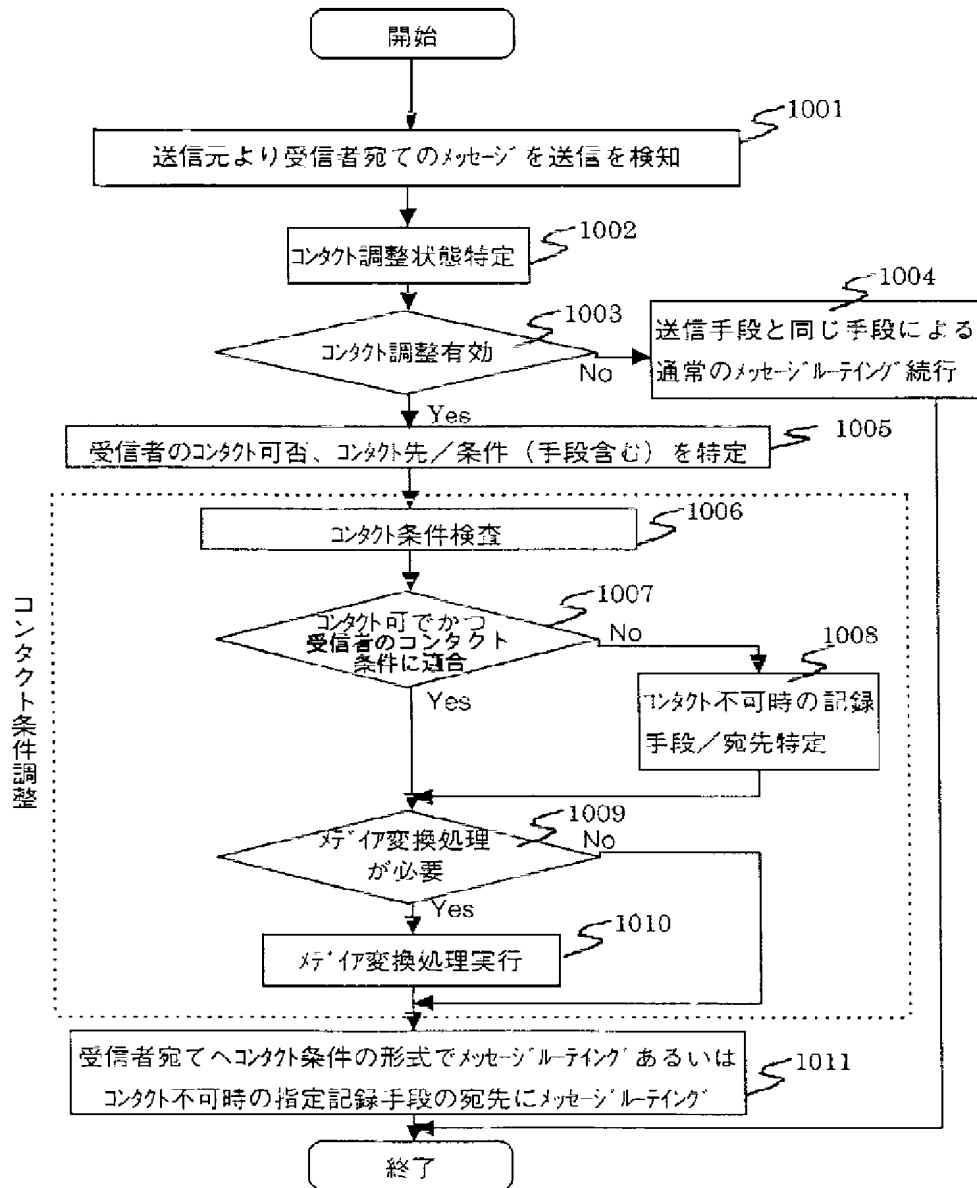 開始
1001
送信元より受信者宛てのﾒｯｾｰｼﾞを送信を検知
1002
ｺﾝﾀｸﾄ調整状態特定
1003
ｺﾝﾀｸﾄ調整有効
No
Yes
1004
送信手段と同じ手段による
通常のﾒｯｾｰｼﾞﾙｰﾃｲﾝｸﾞ続行
1005
受信者のｺﾝﾀｸﾄ可否、ｺﾝﾀｸﾄ先／条件（手段含む）を特定
コンタクト条件調整
1006
ｺﾝﾀｸﾄ条件検査
1007
ｺﾝﾀｸﾄ可でかつ
受信者のコンタクト
条件に適合
No
Yes
1008
ｺﾝﾀｸﾄ不可時の記録
手段／宛先特定
1009
ﾒﾃﾞｲｱ変換処理
が必要
No
Yes
1010
ﾒﾃﾞｲｱ変換処理実行
1011
受信者宛てへｺﾝﾀｸﾄ条件の形式でﾒｯｾｰｼﾞﾙｰﾃｲﾝｸﾞあるいは
ｺﾝﾀｸﾄ不可時の指定記録手段の宛先にﾒｯｾｰｼﾞﾙｰﾃｲﾝｸﾞ
終了